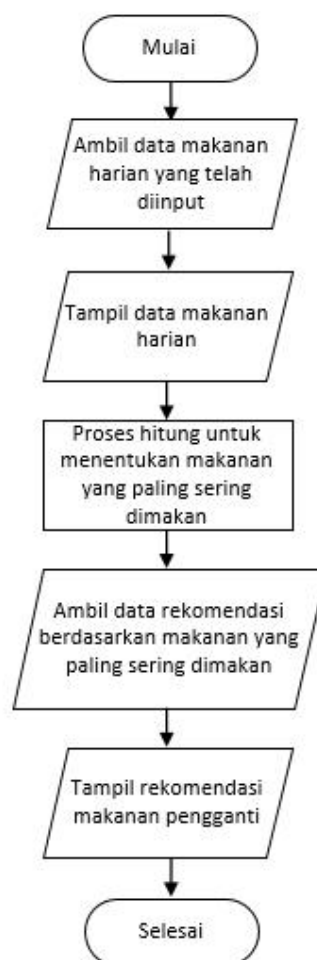 Mulai
Ambil data makanan
harian yang telah
diinput
Tampil data makanan
harian
Proses hitung untuk
menentukan makanan
yang paling sering
dimakan
Ambil data rekomendasi
berdasarkan makanan yang
paling sering dimakan
Tampil rekomendasi
makanan pengganti
Selesai